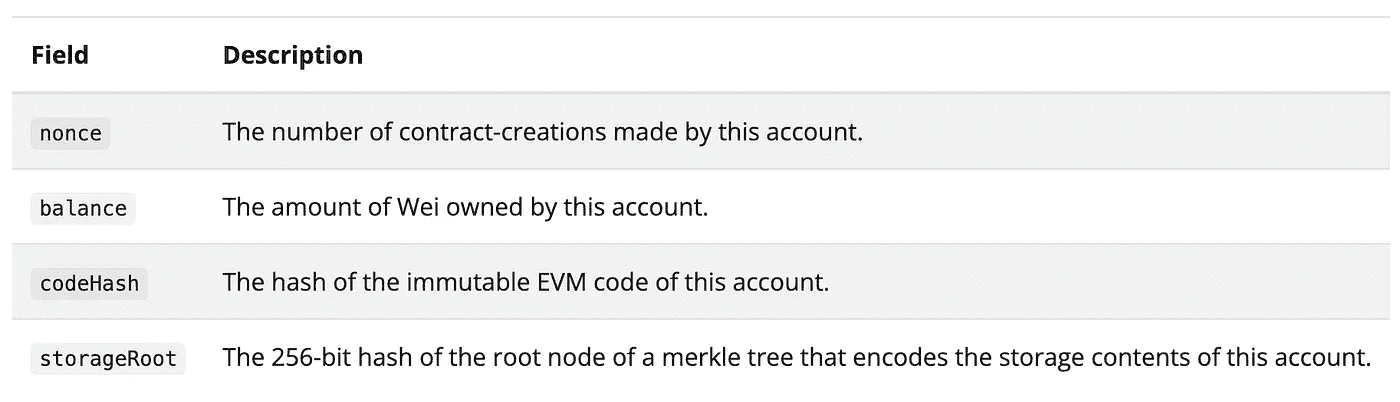 Field Description
nonce The number of contract-creations made by this account.
balance The amount of Wei owned by this account.
codeHash The hash of the immutable EVM code of this account.
storageRoot The 256-bit hash of the root node of a merkle tree that encodes the storage contents of this account.